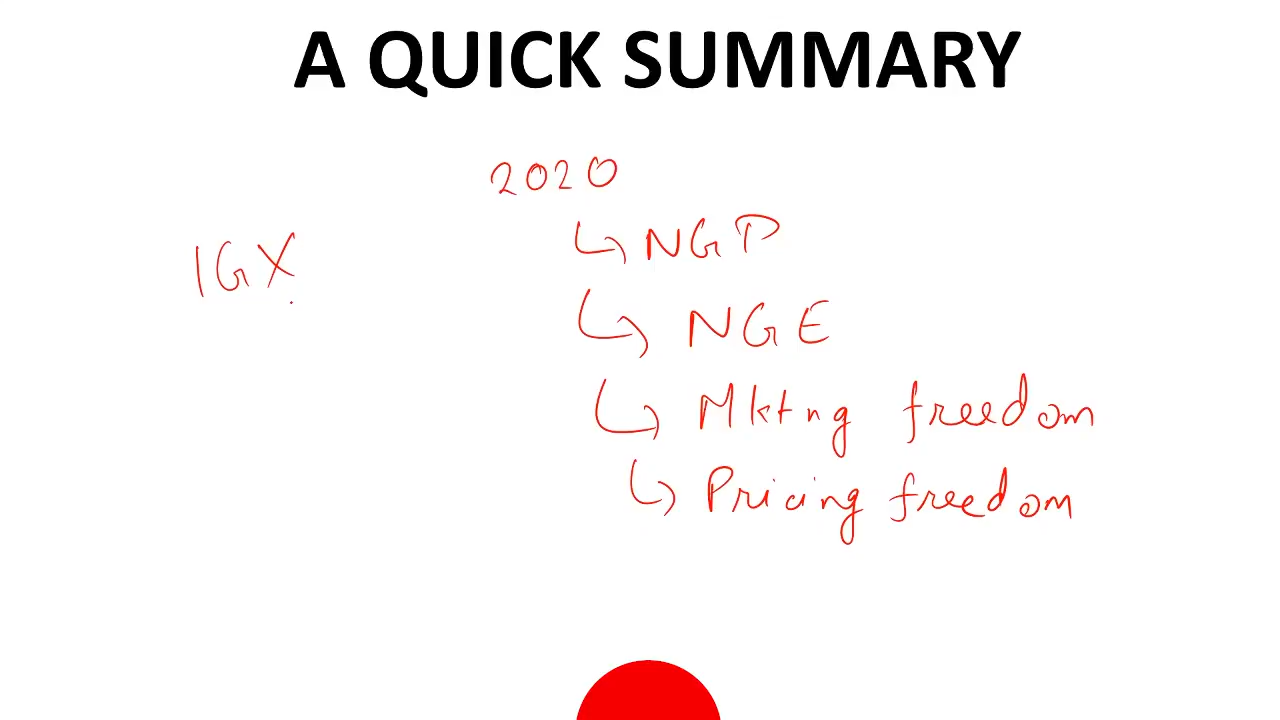 A QUICK SUMMARY
2020
NGP
IGX
NGE
Mktng freedom
Pricing freedom